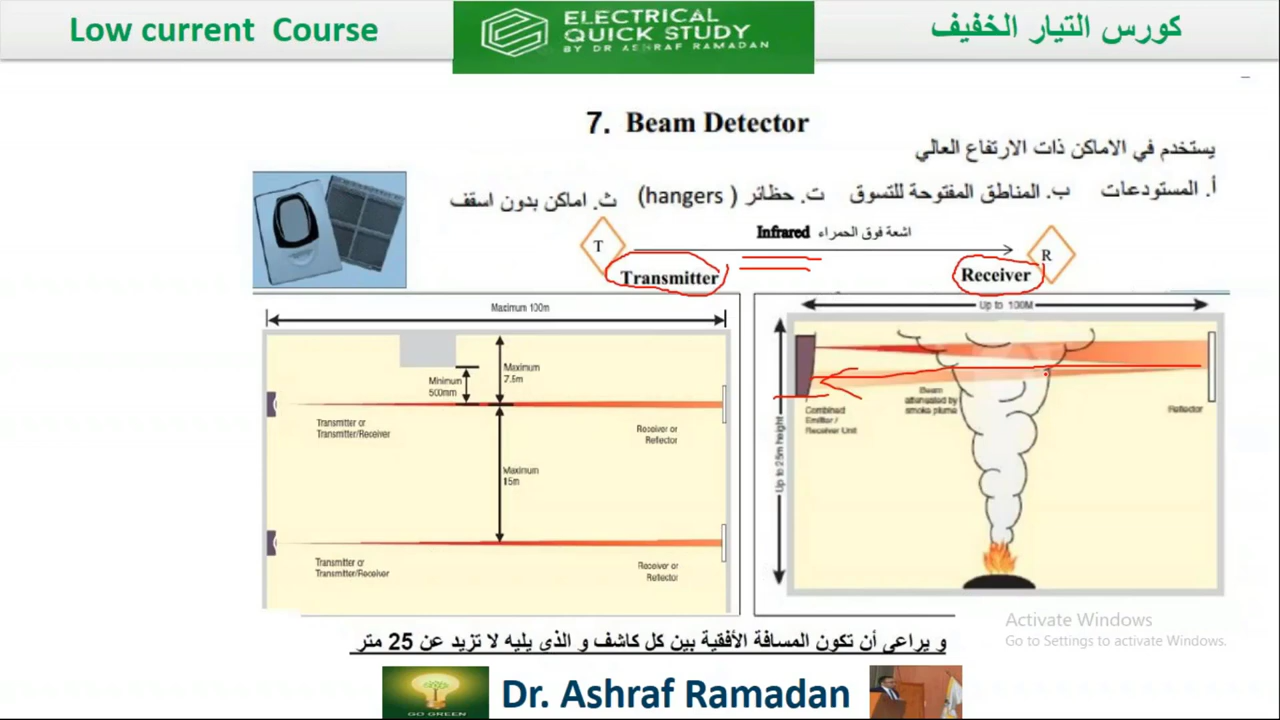 Low current Course
ELECTRICAL
QUICK STUDY
BY DR ASHRAF RAMADAN
كورس التيار الخفيف
7. Beam Detector
يستخدم في الاماكن ذات الارتفاع العالي
أ. المستودعات ب. المناطق المفتوحة للتسوق ت. حظائر ( hangers) ث. اماكن بدون اسقف
T
Infrared اشعة فوق الحمراء
R
Transmitter
Receiver
Maximum 100m
Maximum
7.5m
Minimum
500mm
Transmitter or
Transmitter/Receiver
Receiver or
Reflector
Maximum
15m
Transmitter or
Transmitter/Receiver
Receiver or
Reflector
Up to 100M
Up to 25m height
Combined
Emitter /
Receiver Unit
Beam
attenuated by
smoke plume
Reflector
و يراعى أن تكون المسافة الأفقية بين كل كاشف و الذى يليه لا تزيد عن 25 متر
Activate Windows
Go to Settings to activate Windows.
GO GREEN
Dr. Ashraf Ramadan